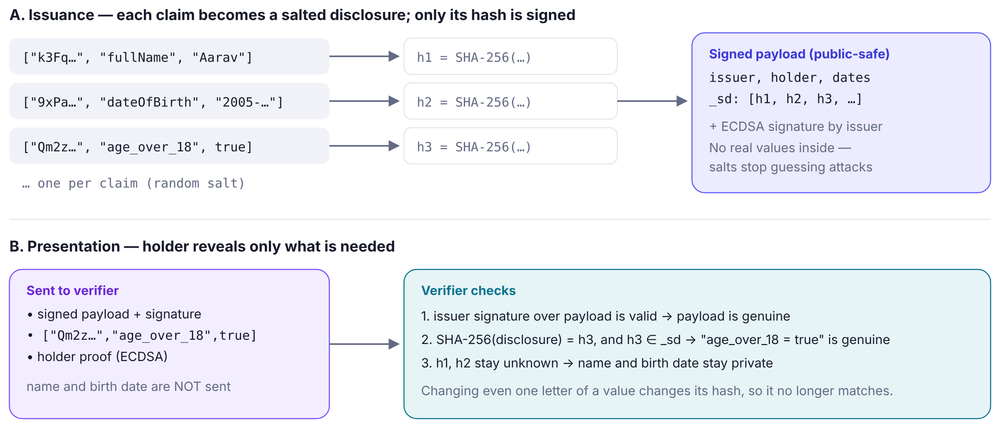 A. Issuance — each claim becomes a salted disclosure; only its hash is signed
["k3Fq…", "fullName", "Aarav"]
h1 = SHA-256(…)
["9xPa…", "dateOfBirth", "2005-…"]
h2 = SHA-256(…)
["Qm2z…", "age_over_18", true]
h3 = SHA-256(…)
… one per claim (random salt)
Signed payload (public-safe)
issuer, holder, dates
_sd: [h1, h2, h3, …]
+ ECDSA signature by issuer
No real values inside —
salts stop guessing attacks
B. Presentation — holder reveals only what is needed
Sent to verifier
• signed payload + signature
• ["Qm2z…","age_over_18",true]
• holder proof (ECDSA)
name and birth date are NOT sent
Verifier checks
1. issuer signature over payload is valid → payload is genuine
2. SHA-256(disclosure) = h3, and h3 ∈ _sd → "age_over_18 = true" is genuine
3. h1, h2 stay unknown → name and birth date stay private
Changing even one letter of a value changes its hash, so it no longer matches.